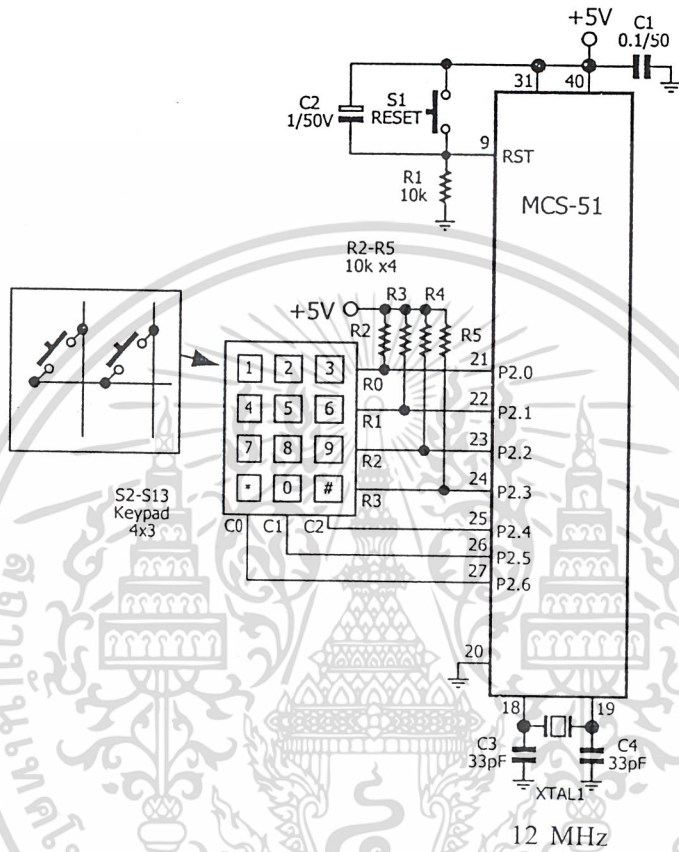 +5V
C1
0.1/50
31
40
C2
1/50V
S1
RESET
9
RST
R1
10k
MCS-51
R2-R5
10k x4
+5V
R3
R4
R2
R5
1
2
3
R0
21
P2.0
4
5
6
R1
22
P2.1
7
8
9
R2
23
P2.2
*
0
#
R3
24
P2.3
S2-S13
Keypad
4x3
C0
C1
C2
25
P2.4
26
P2.5
27
P2.6
20
18
19
C3
33pF
C4
33pF
XTAL1
12 MHz